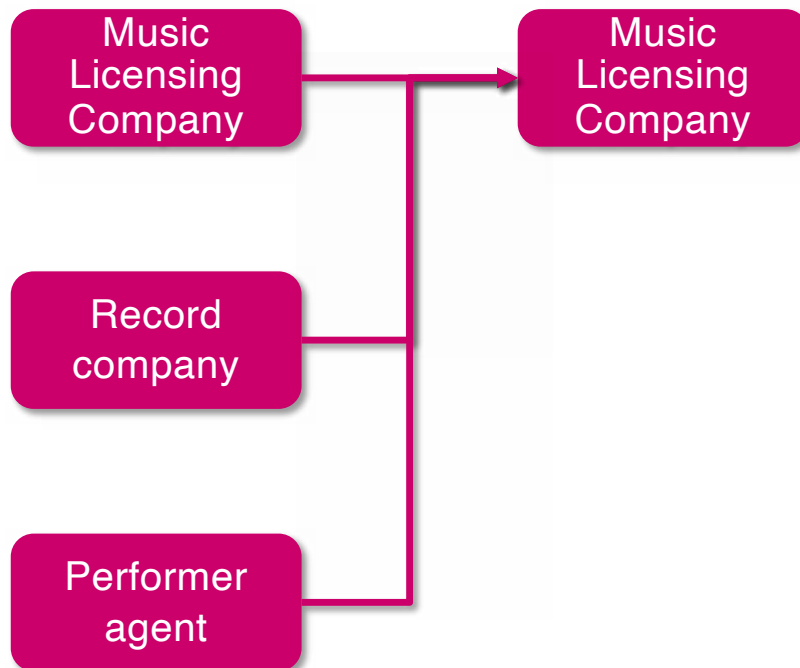 Music
Licensing
Company
Music
Licensing
Company
Record
company
Performer
agent